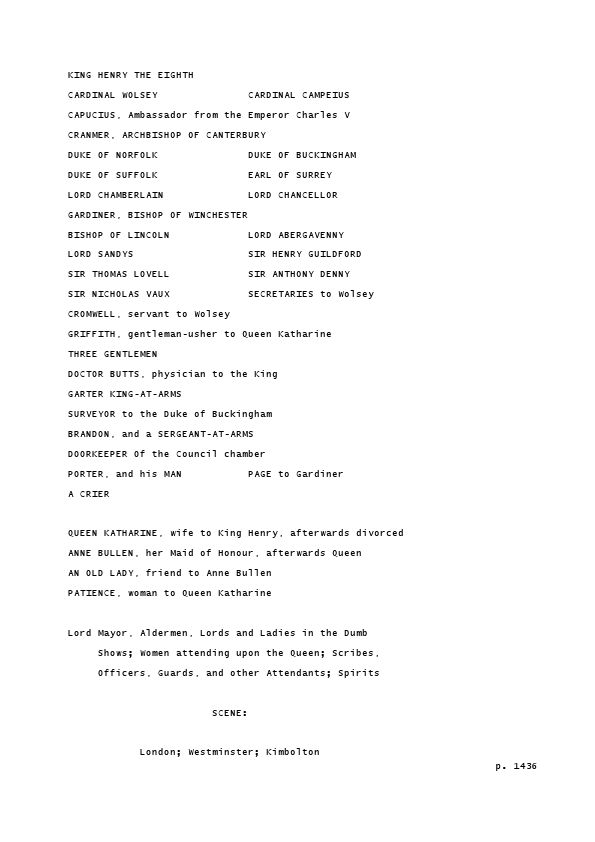 KING HENRY THE EIGHTH
CARDINAL WOLSEY               CARDINAL CAMPEIUS
CAPUCIUS, Ambassador from the Emperor Charles V
CRANMER, ARCHBISHOP OF CANTERBURY
DUKE OF NORFOLK               DUKE OF BUCKINGHAM
DUKE OF SUFFOLK               EARL OF SURREY
LORD CHAMBERLAIN              LORD CHANCELLOR
GARDINER, BISHOP OF WINCHESTER
BISHOP OF LINCOLN             LORD ABERGAVENNY
LORD SANDYS                   SIR HENRY GUILDFORD
SIR THOMAS LOVELL             SIR ANTHONY DENNY
SIR NICHOLAS VAUX             SECRETARIES to Wolsey
CROMWELL, servant to Wolsey
GRIFFITH, gentleman-usher to Queen Katharine
THREE GENTLEMEN
DOCTOR BUTTS, physician to the King
GARTER KING-AT-ARMS
SURVEYOR to the Duke of Buckingham
BRANDON, and a SERGEANT-AT-ARMS
DOORKEEPER Of the Council chamber
PORTER, and his MAN           PAGE to Gardiner
A CRIER

QUEEN KATHARINE, wife to King Henry, afterwards divorced
ANNE BULLEN, her Maid of Honour, afterwards Queen
AN OLD LADY, friend to Anne Bullen
PATIENCE, woman to Queen Katharine

Lord Mayor, Aldermen, Lords and Ladies in the Dumb
     Shows; Women attending upon the Queen; Scribes,
     Officers, Guards, and other Attendants; Spirits

                        SCENE:

            London; Westminster; Kimbolton
p. 1436